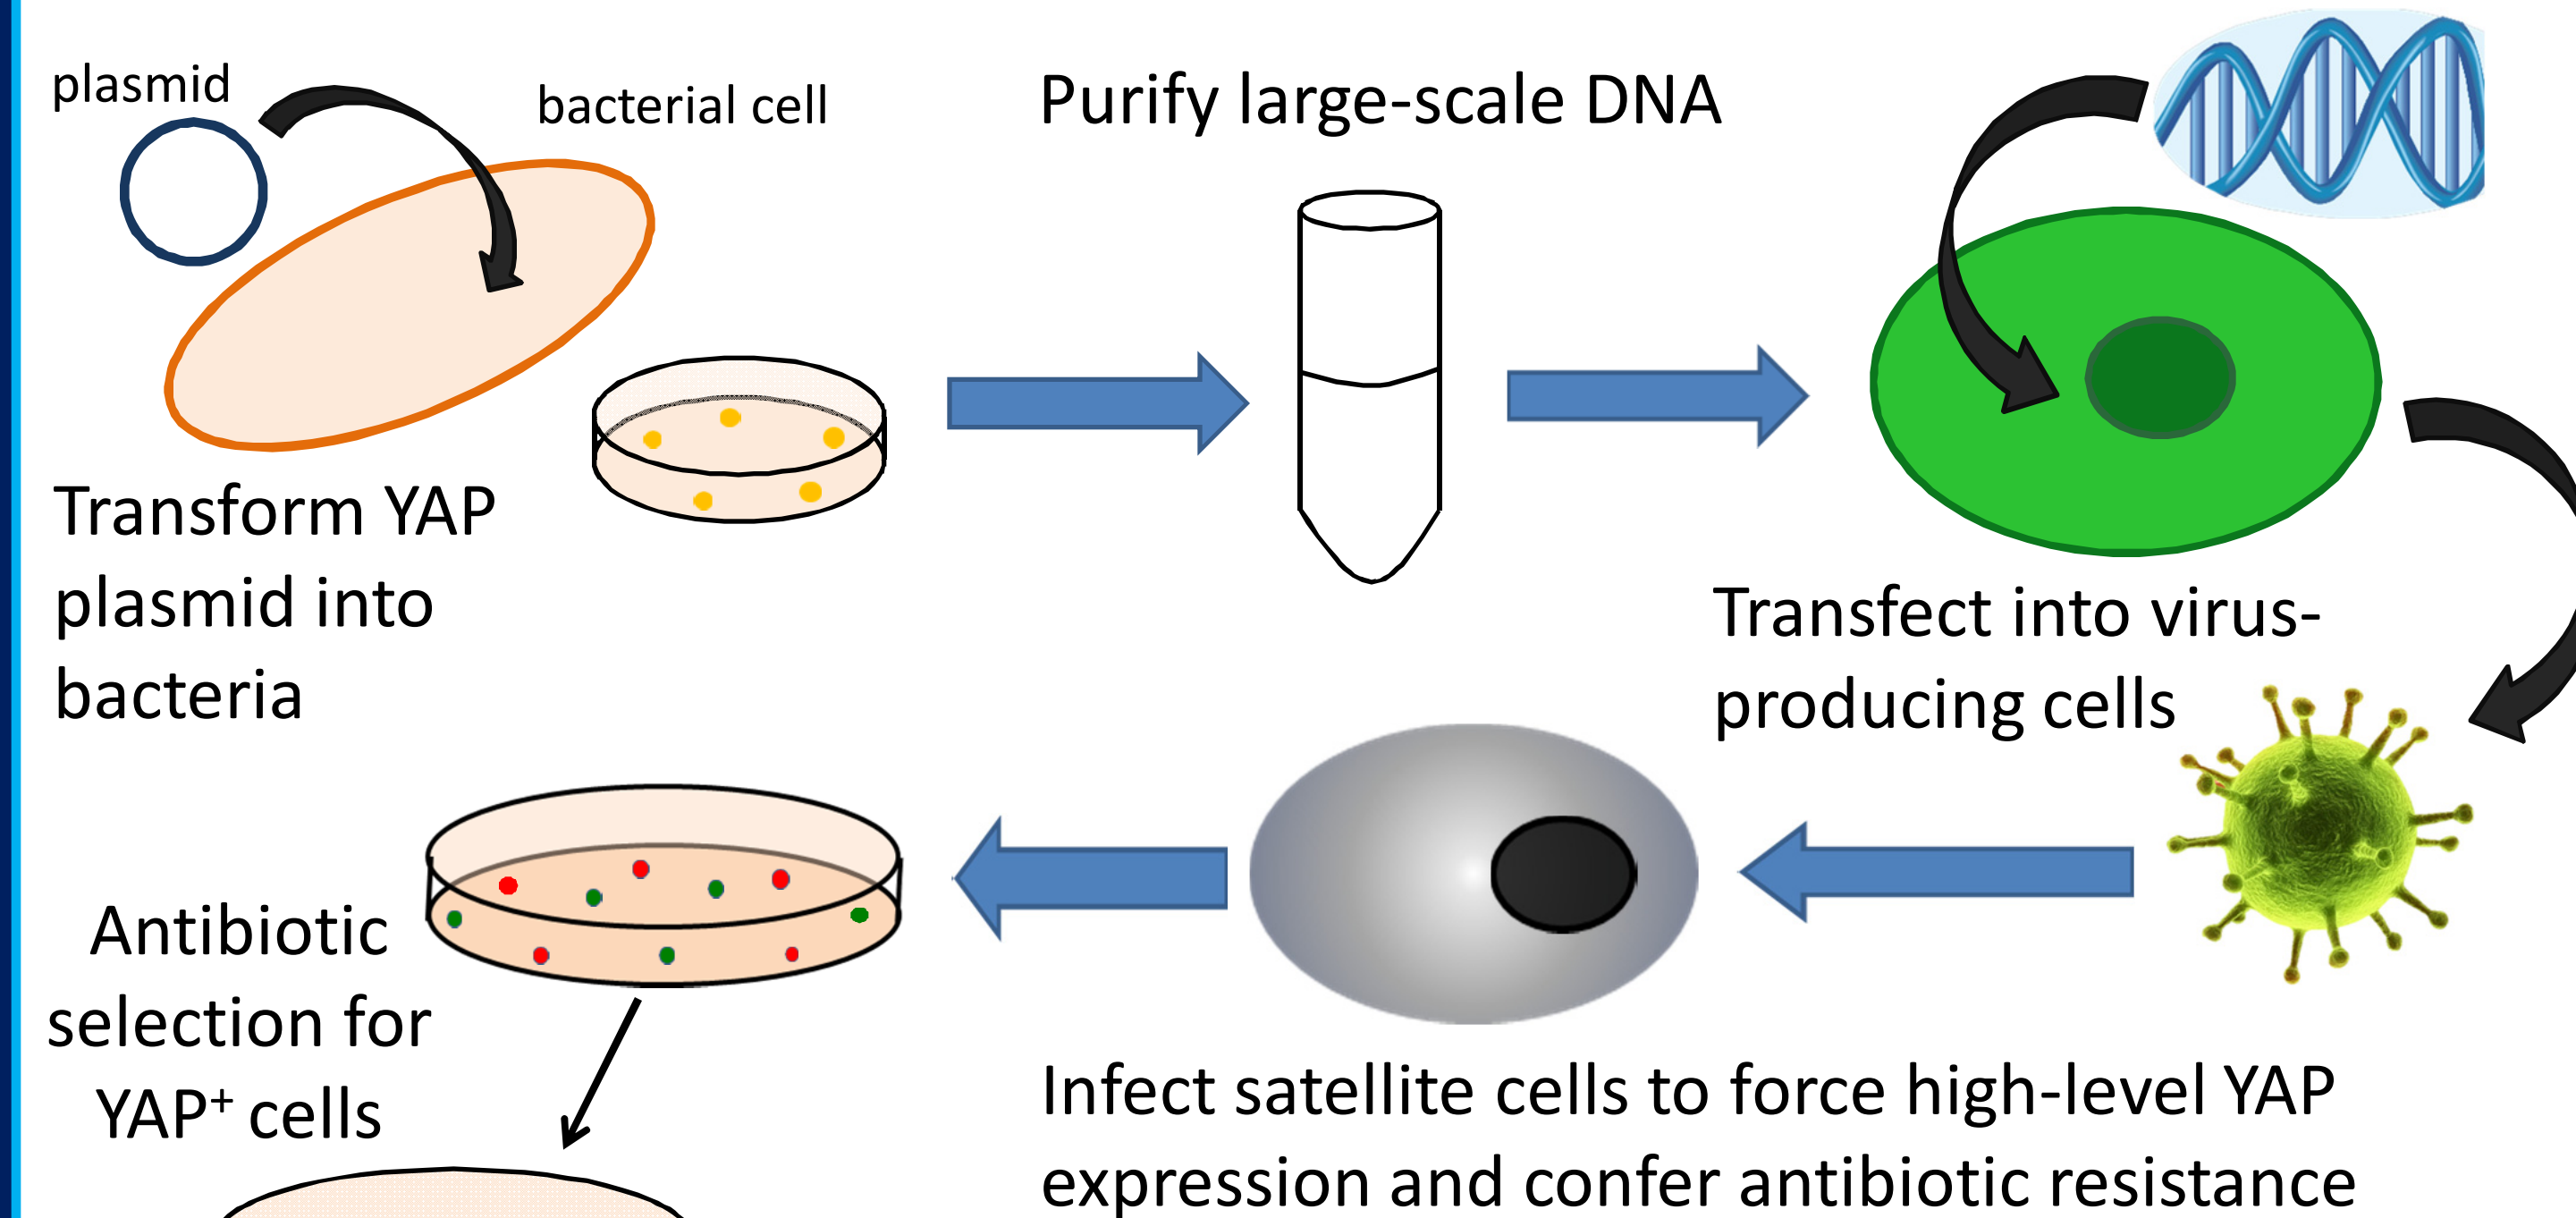 plasmid
bacterial cell
Purify large-scale DNA
Transform YAP
plasmid into
bacteria
Transfect into virus-
producing cells
Antibiotic
selection for
YAP⁺ cells
Infect satellite cells to force high-level YAP
expression and confer antibiotic resistance